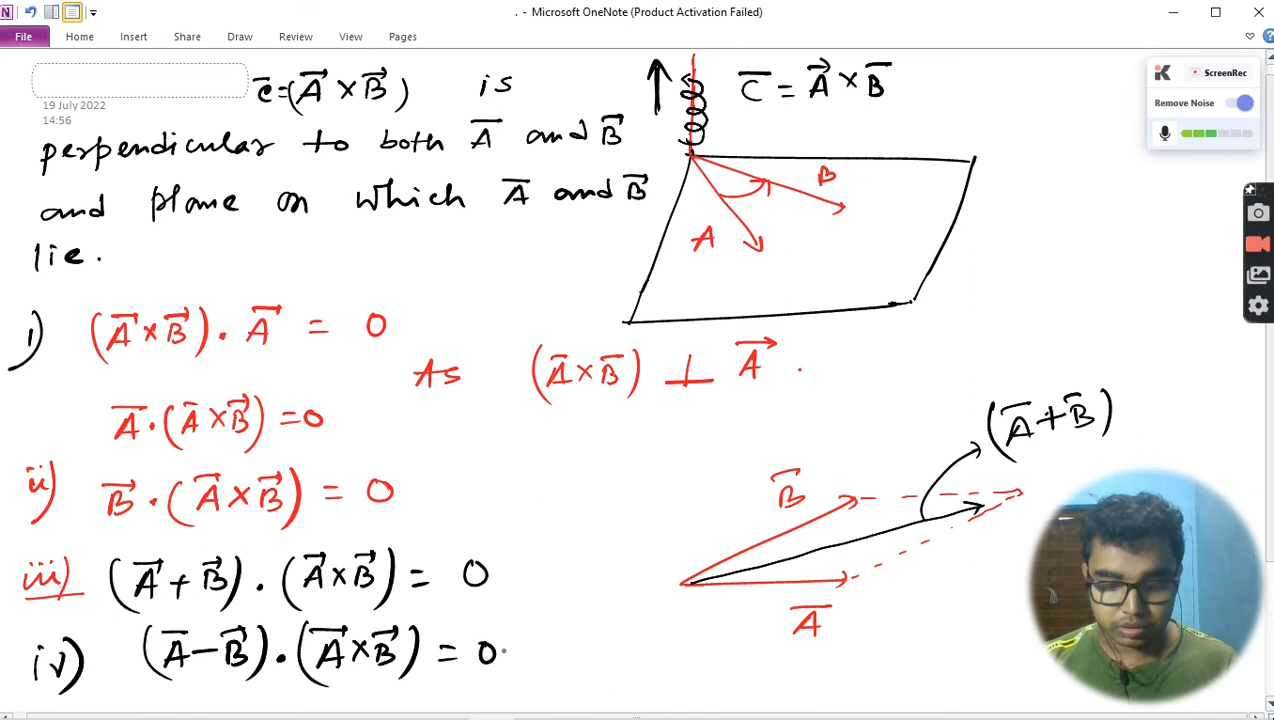 . - Microsoft OneNote (Product Activation Failed)
File Home Insert Share Draw Review View Pages
ScreenRec
Remove Noise
19 July 2022
14:56
C⃗=(A⃗ × B⃗) is
perpendicular to both A⃗ and B⃗
and plane on which A⃗ and B⃗
lie.
C⃗ = A⃗ × B⃗
B
A
i) (A⃗ × B⃗) · A⃗ = 0
As (A⃗ × B⃗) ⊥ A⃗ .
A⃗ · (A⃗ × B⃗) = 0
ii) B⃗ · (A⃗ × B⃗) = 0
iii) (A⃗ + B⃗) · (A⃗ × B⃗) = 0
iv) (A⃗ − B⃗) · (A⃗ × B⃗) = 0
(A⃗ + B⃗)
B⃗
A⃗